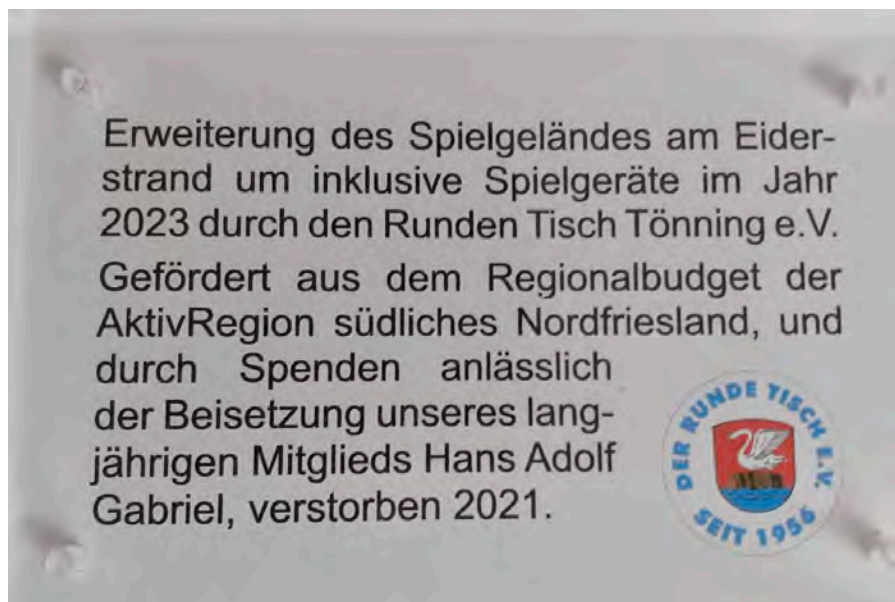 Erweiterung des Spielgeländes am Eider-
strand um inklusive Spielgeräte im Jahr
2023 durch den Runden Tisch Tönning e.V.
Gefördert aus dem Regionalbudget der
AktivRegion südliches Nordfriesland, und
durch Spenden anlässlich
der Beisetzung unseres lang-
jährigen Mitglieds Hans Adolf
Gabriel, verstorben 2021.
DER RUNDE TISCH E.V.
SEIT 1956